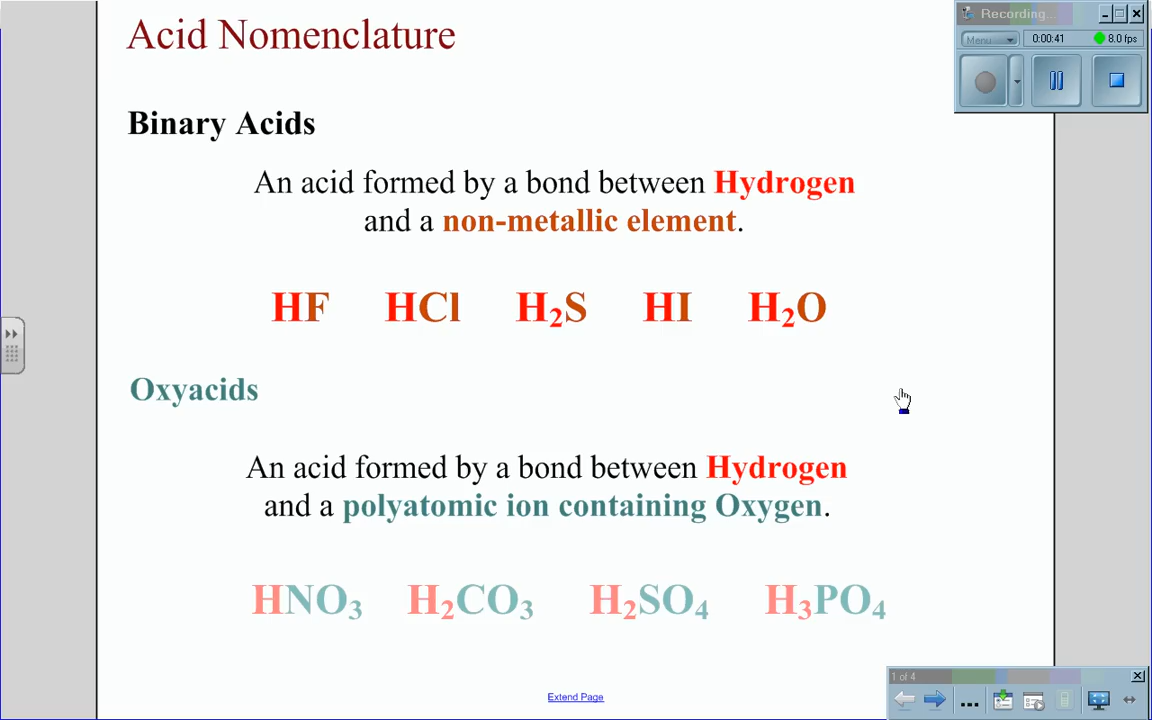 Acid Nomenclature
Recording...
Menu
0:00:41
8.0 fps
Binary Acids
An acid formed by a bond between Hydrogen
and a non-metallic element.
HF HCl H₂S HI H₂O
Oxyacids
An acid formed by a bond between Hydrogen
and a polyatomic ion containing Oxygen.
HNO₃ H₂CO₃ H₂SO₄ H₃PO₄
1 of 4
Extend Page